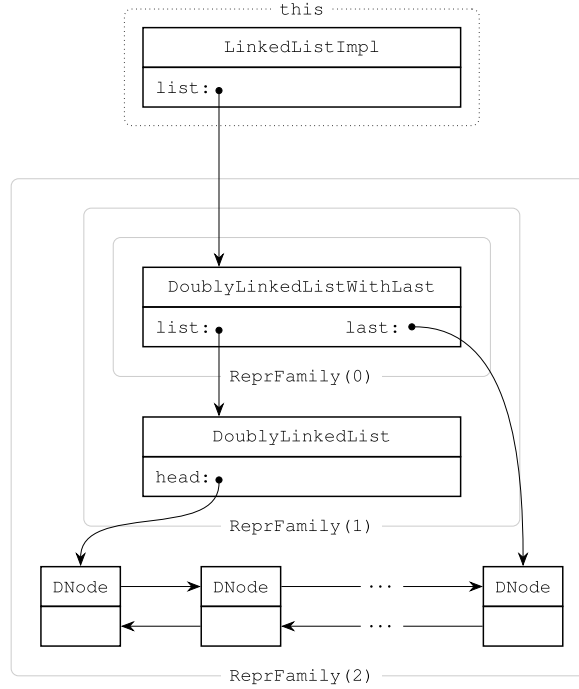 this
LinkedListImpl
list:
DoublyLinkedListWithLast
list: last:
ReprFamily(0)
DoublyLinkedList
head:
ReprFamily(1)
DNode DNode ... DNode
...
ReprFamily(2)